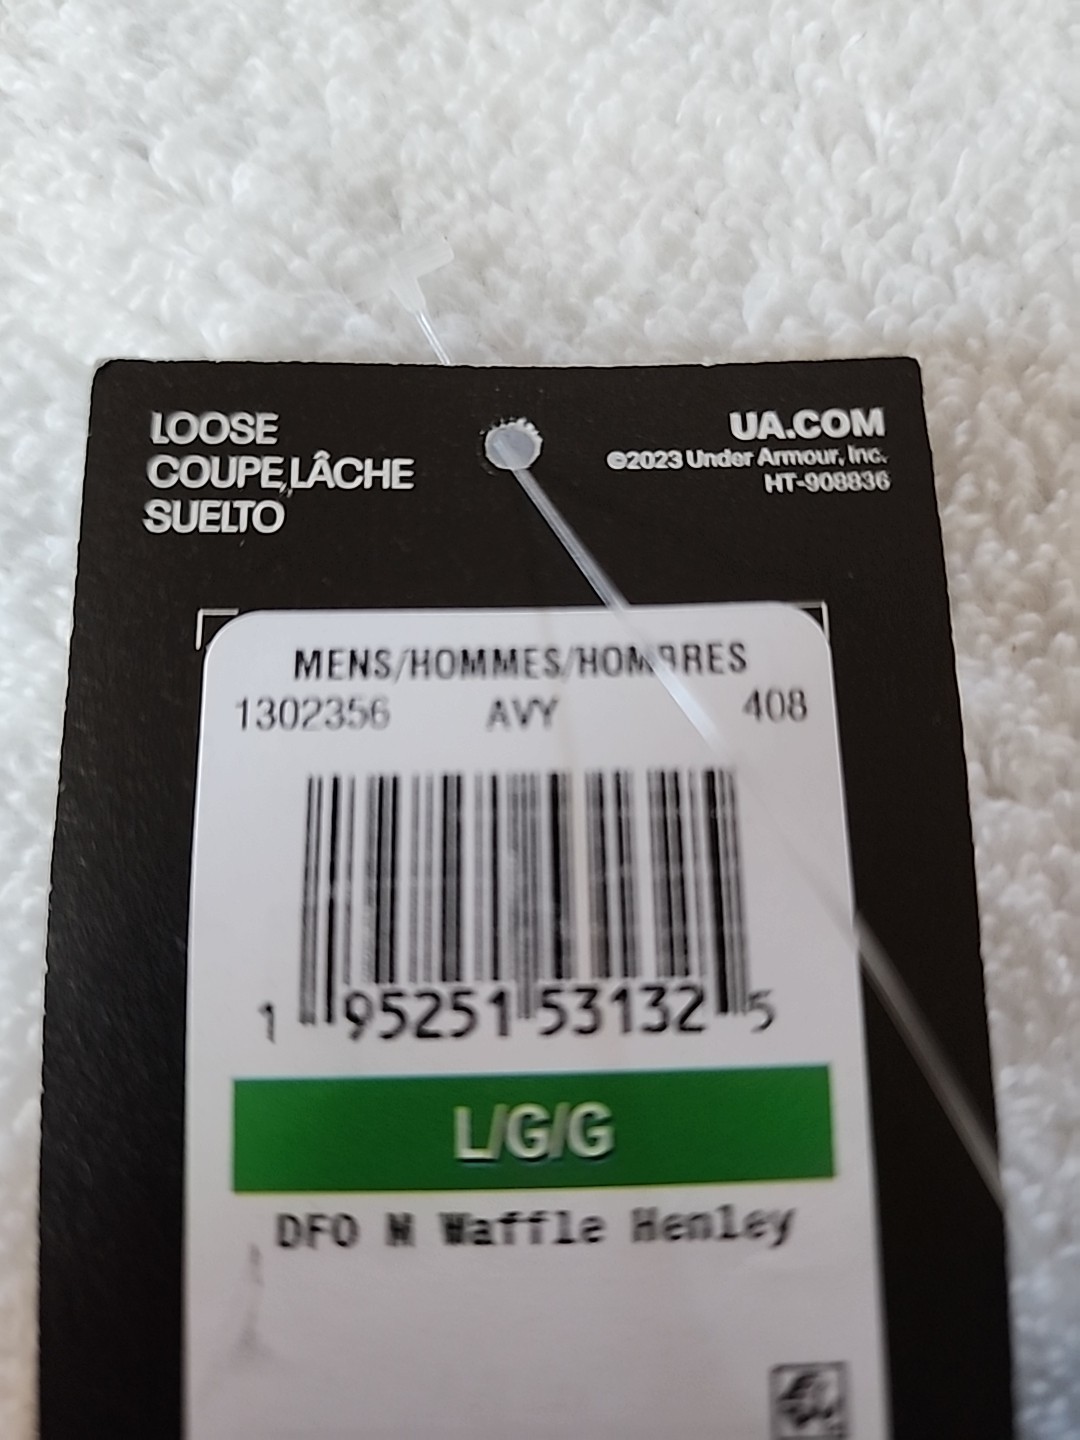 LOOSE
COUPE LÂCHE
SUELTO
UA.COM
©2023 Under Armour, Inc.
HT-908836
MENS/HOMMES/HOMBRES
1302356 AVY 408
1 95251 53132 5
L/G/G
DFO M Waffle Henley